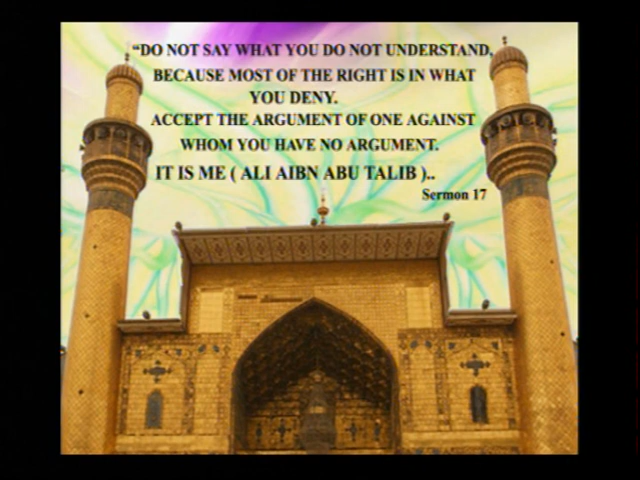 “DO NOT SAY WHAT YOU DO NOT UNDERSTAND,
BECAUSE MOST OF THE RIGHT IS IN WHAT
YOU DENY.
ACCEPT THE ARGUMENT OF ONE AGAINST
WHOM YOU HAVE NO ARGUMENT.
IT IS ME ( ALI AIBN ABU TALIB )..
Sermon 17